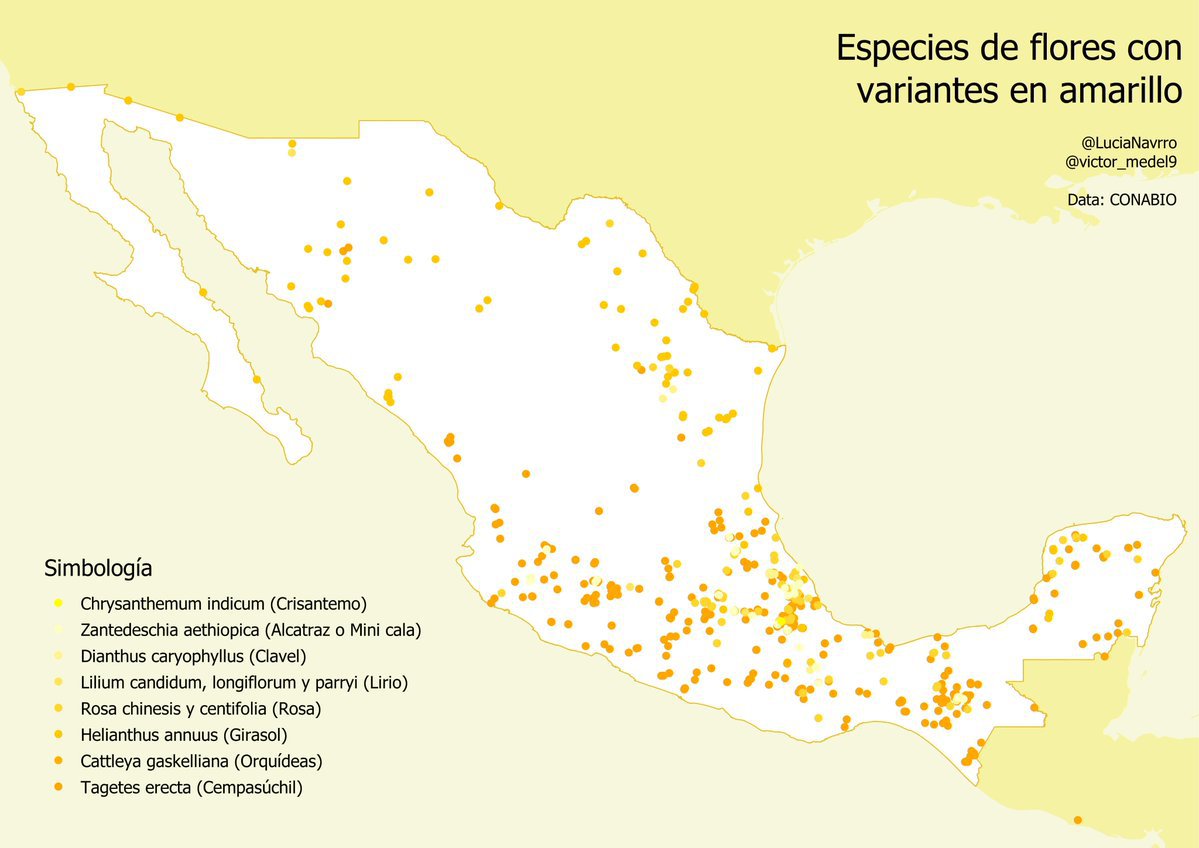 Especies de flores con
variantes en amarillo
@LuciaNavrro
@victor_medel9
Data: CONABIO
Simbología
Chrysanthemum indicum (Crisantemo)
Zantedeschia aethiopica (Alcatraz o Mini cala)
Dianthus caryophyllus (Clavel)
Lilium candidum, longiflorum y parryi (Lirio)
Rosa chinesis y centifolia (Rosa)
Helianthus annuus (Girasol)
Cattleya gaskelliana (Orquídeas)
Tagetes erecta (Cempasúchil)